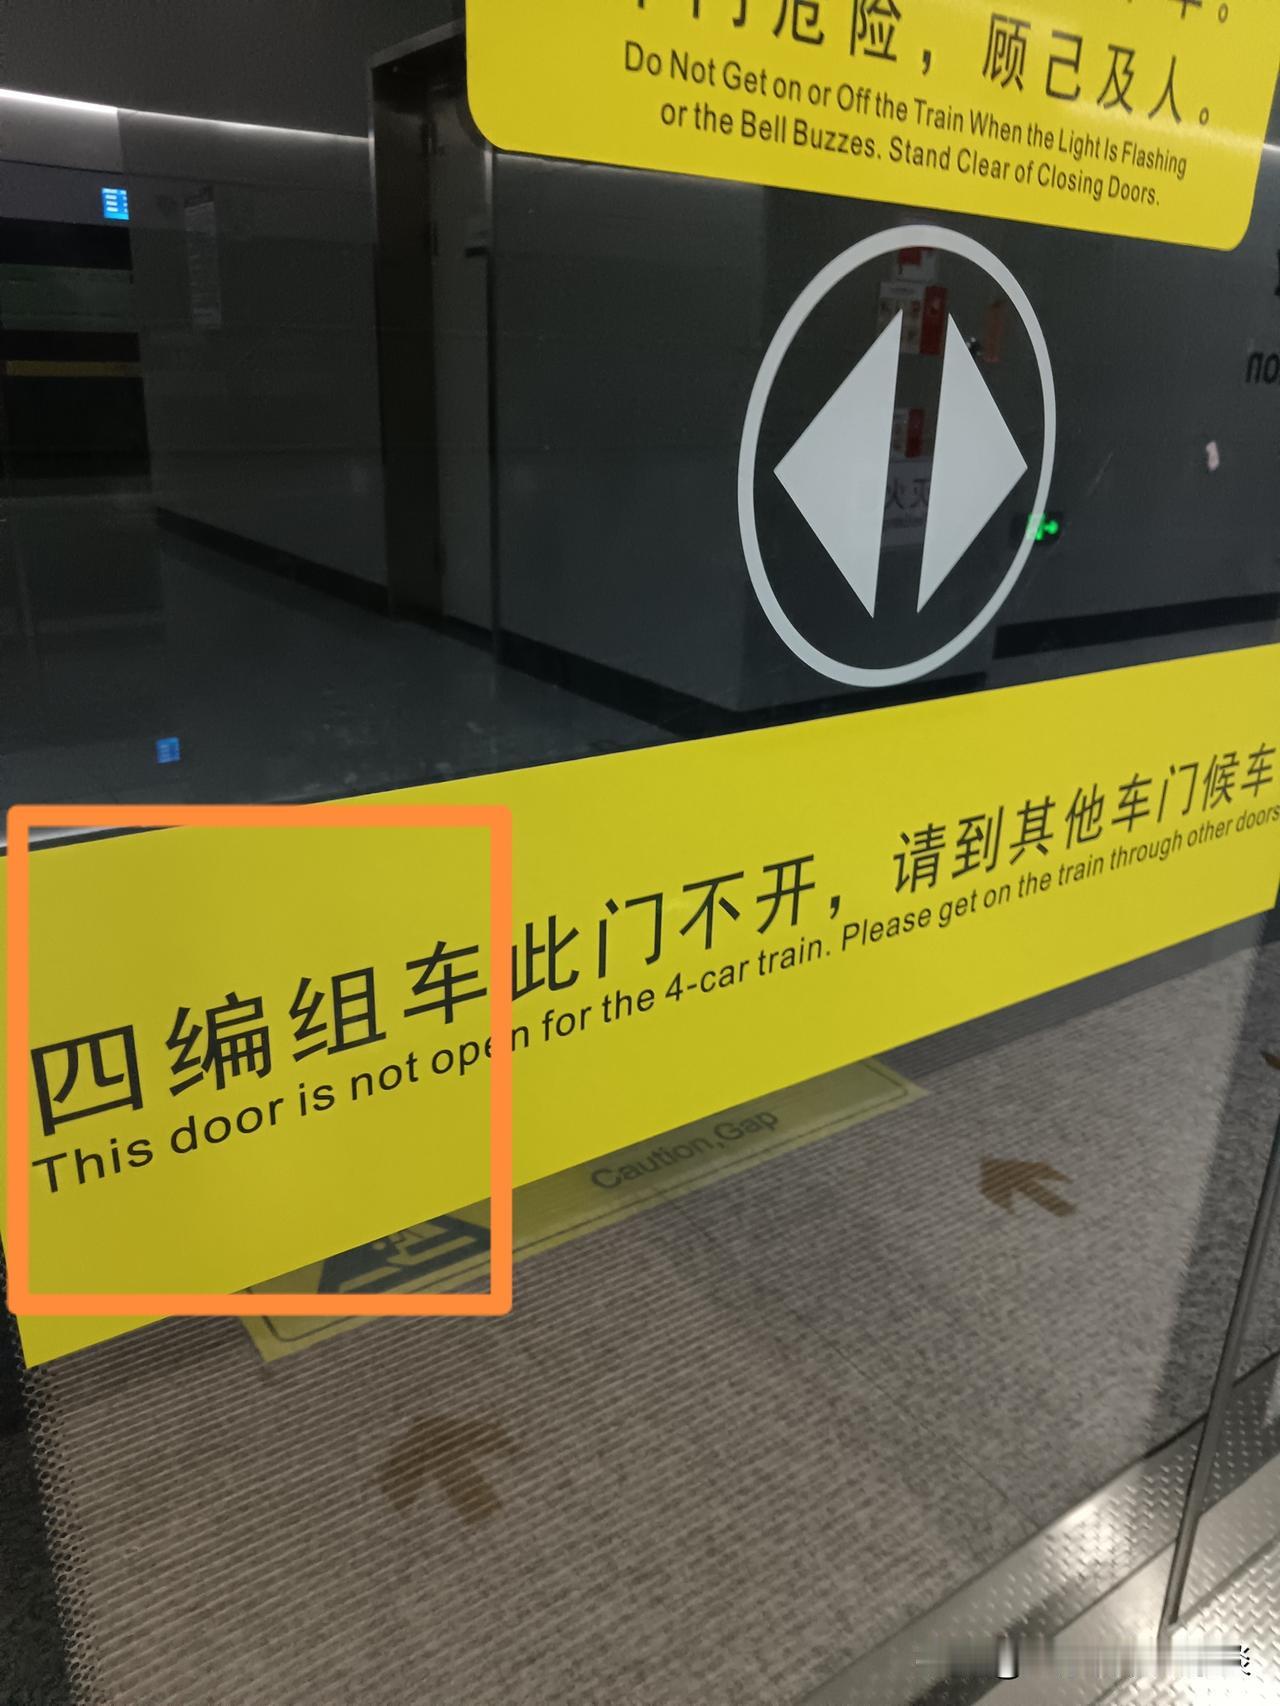 危险，顾己及人。
Do Not Get on or Off the Train When the Light Is Flashing
or the Bell Buzzes. Stand Clear of Closing Doors.
四编组车此门不开，请到其他车门候车
This door is not open for the 4-car train. Please get on the train through other doors
Caution,Gap